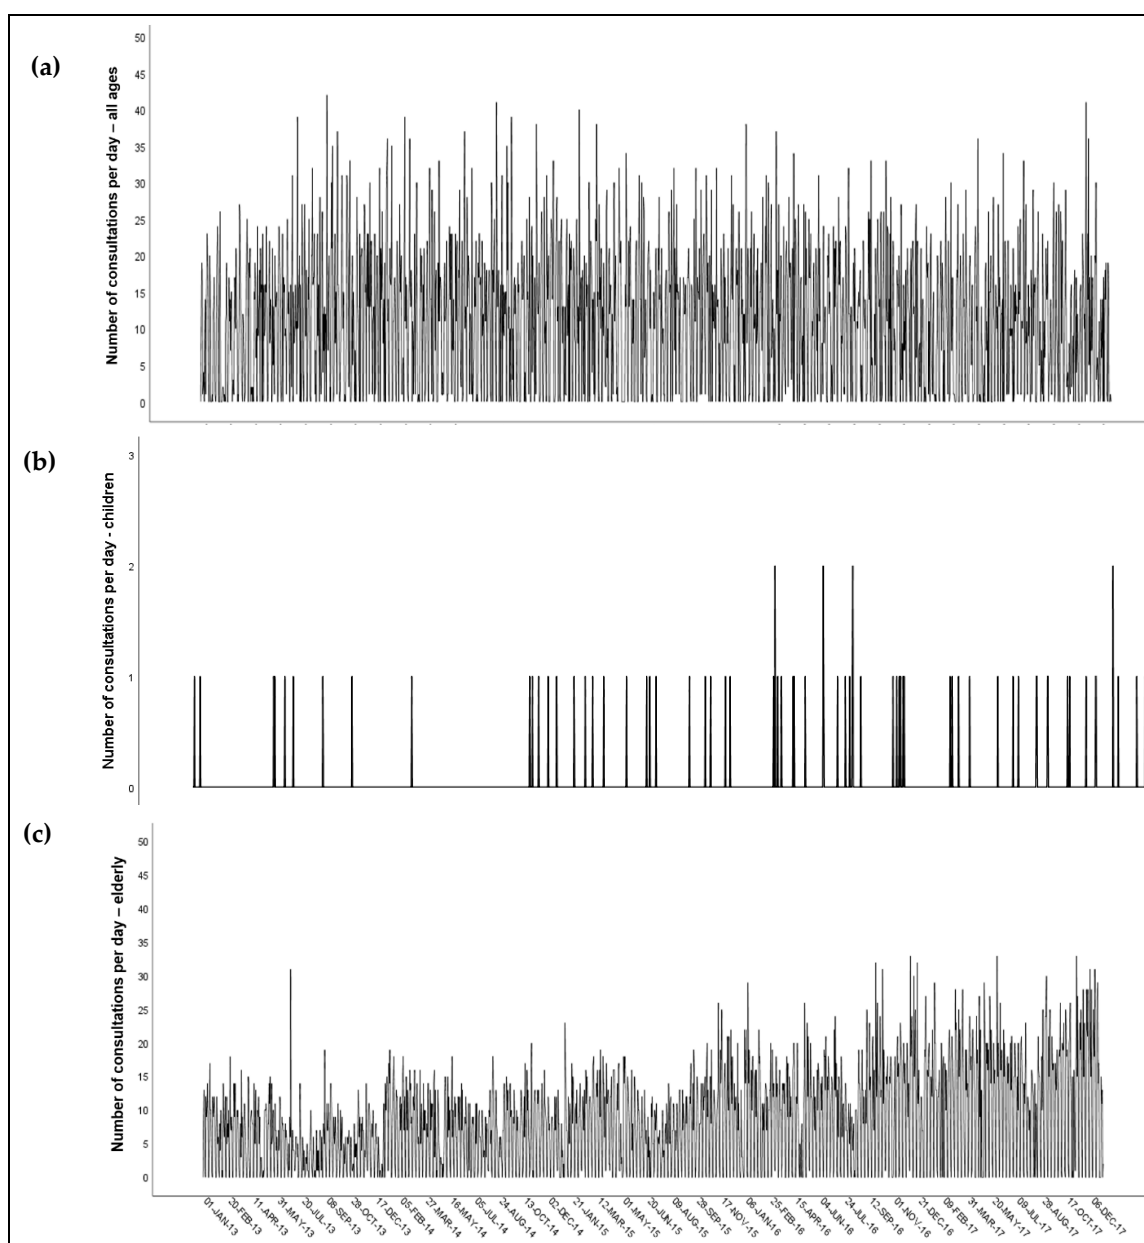 (a)
Number of consultations per day – all ages
50
45
40
35
30
25
20
15
10
5
0
(b)
Number of consultations per day - children
3
2
1
0
(c)
Number of consultations per day – elderly
50
45
40
35
30
25
20
15
10
5
0
01-JAN-13
20-FEB-13
11-APR-13
31-MAY-13
20-JUL-13
08-SEP-13
28-OCT-13
17-DEC-13
05-FEB-14
27-MAR-14
16-MAY-14
05-JUL-14
24-AUG-14
13-OCT-14
02-DEC-14
21-JAN-15
12-MAR-15
01-MAY-15
20-JUN-15
09-AUG-15
28-SEP-15
17-NOV-15
06-JAN-16
25-FEB-16
15-APR-16
04-JUN-16
24-JUL-16
12-SEP-16
01-NOV-16
21-DEC-16
09-FEB-17
31-MAR-17
20-MAY-17
09-JUL-17
28-AUG-17
17-OCT-17
06-DEC-17